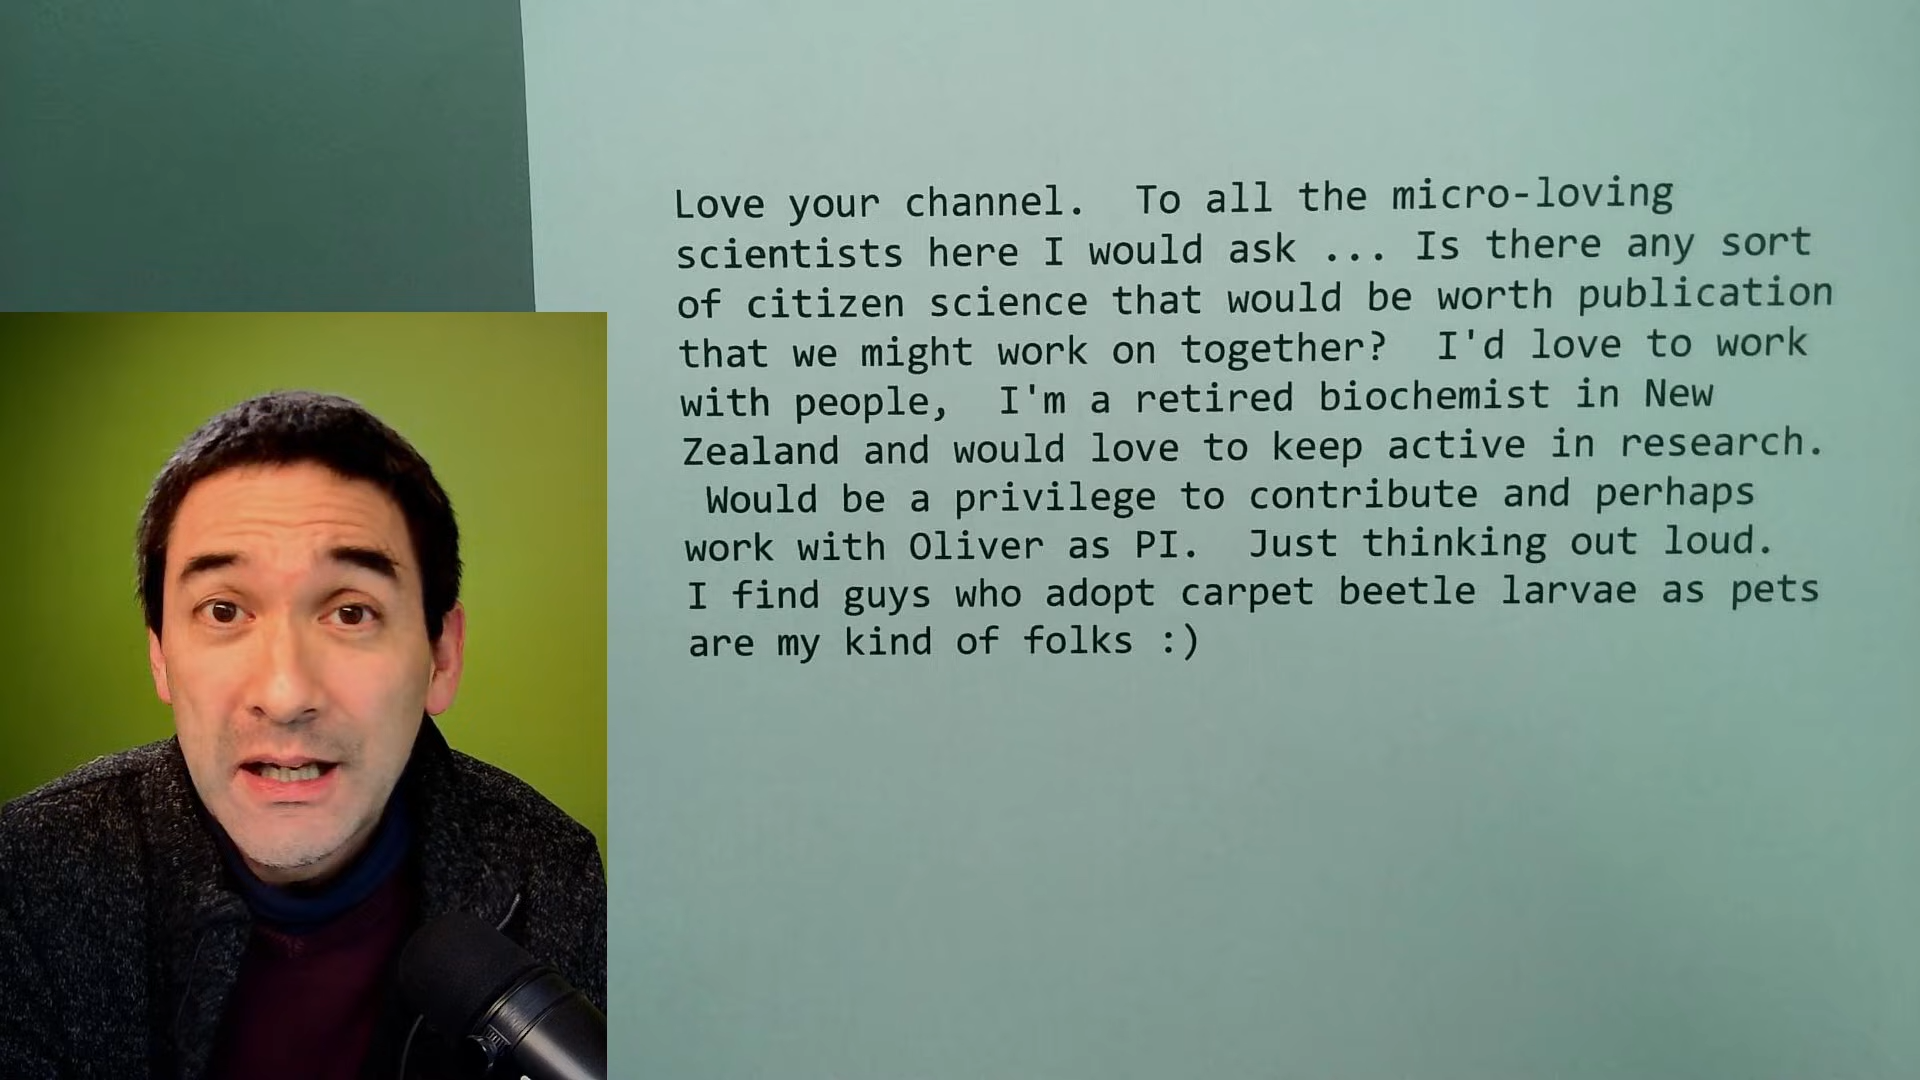 Love your channel.  To all the micro-loving
scientists here I would ask ... Is there any sort
of citizen science that would be worth publication
that we might work on together?  I'd love to work
with people,  I'm a retired biochemist in New
Zealand and would love to keep active in research.
Would be a privilege to contribute and perhaps
work with Oliver as PI.  Just thinking out loud.
I find guys who adopt carpet beetle larvae as pets
are my kind of folks :)